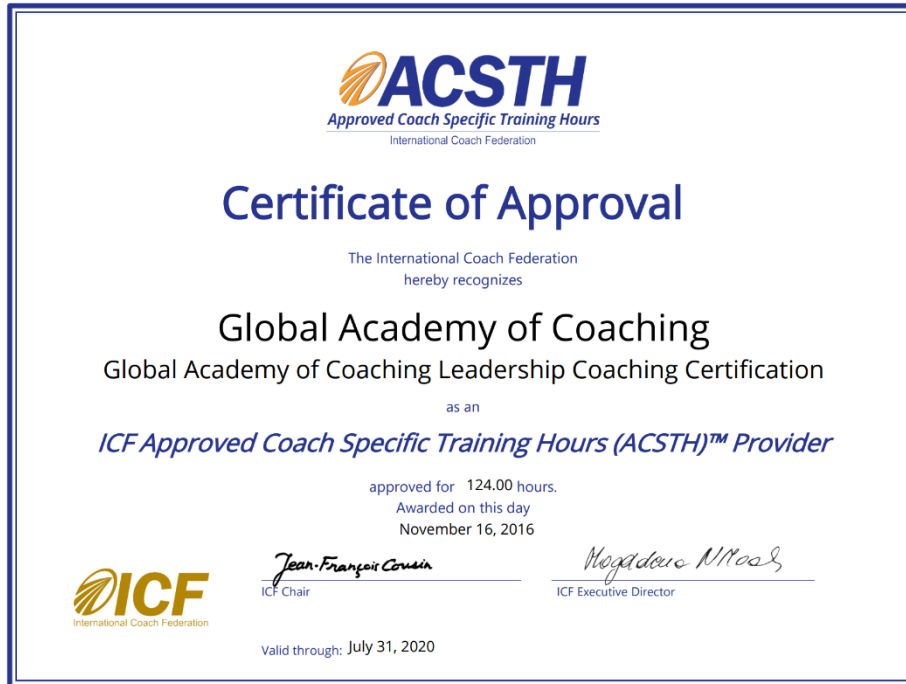 ACSTH
Approved Coach Specific Training Hours
International Coach Federation
Certificate of Approval
The International Coach Federation
hereby recognizes
Global Academy of Coaching
Global Academy of Coaching Leadership Coaching Certification
as an
ICF Approved Coach Specific Training Hours (ACSTH)™ Provider
approved for 124.00 hours.
Awarded on this day
November 16, 2016
Jean-François Cousin
ICF Chair
ICF Executive Director
ICF
International Coach Federation
Valid through: July 31, 2020